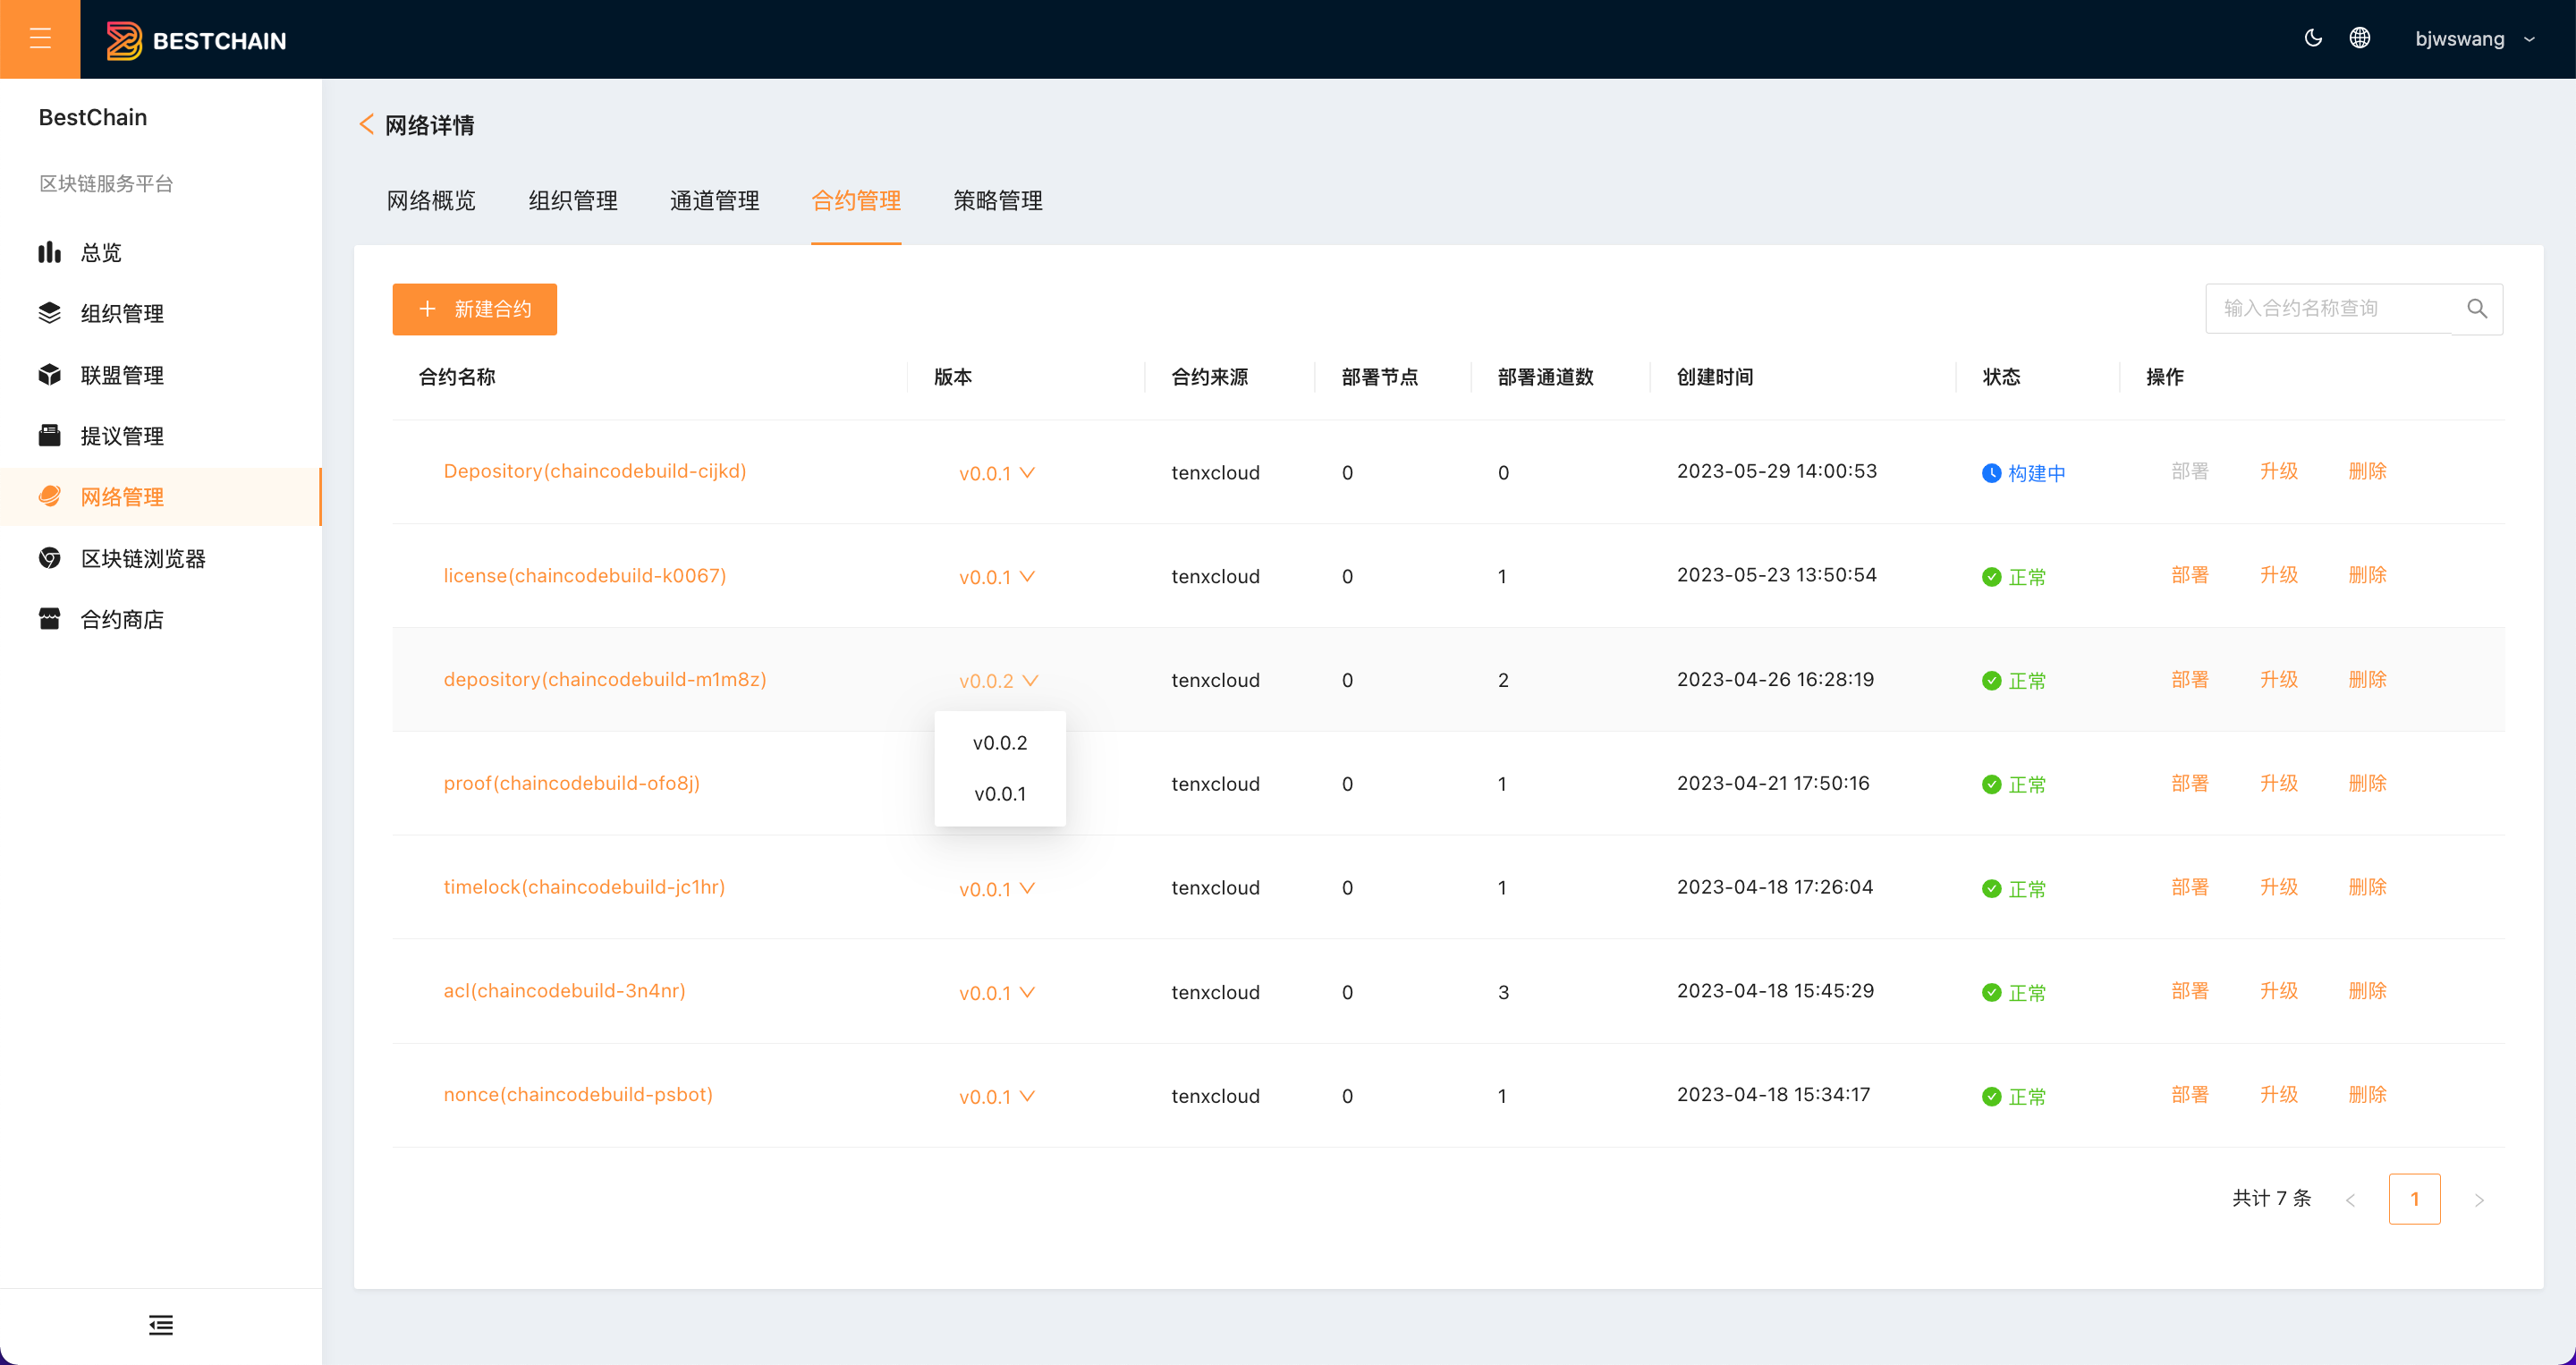 BESTCHAIN
bjwswang
BestChain
区块链服务平台
总览
组织管理
联盟管理
提议管理
网络管理
区块链浏览器
合约商店
网络详情
网络概览 组织管理 通道管理 合约管理 策略管理
新建合约
输入合约名称查询
合约名称 版本 合约来源 部署节点 部署通道数 创建时间 状态 操作
Depository(chaincodebuild-cijkd) v0.0.1 tenxcloud 0 0 2023-05-29 14:00:53 构建中 部署 升级 删除
license(chaincodebuild-k0067) v0.0.1 tenxcloud 0 1 2023-05-23 13:50:54 正常 部署 升级 删除
depository(chaincodebuild-m1m8z) v0.0.2 tenxcloud 0 2 2023-04-26 16:28:19 正常 部署 升级 删除
v0.0.2
v0.0.1
proof(chaincodebuild-ofo8j) tenxcloud 0 1 2023-04-21 17:50:16 正常 部署 升级 删除
timelock(chaincodebuild-jc1hr) v0.0.1 tenxcloud 0 1 2023-04-18 17:26:04 正常 部署 升级 删除
acl(chaincodebuild-3n4nr) v0.0.1 tenxcloud 0 3 2023-04-18 15:45:29 正常 部署 升级 删除
nonce(chaincodebuild-psbot) v0.0.1 tenxcloud 0 1 2023-04-18 15:34:17 正常 部署 升级 删除
共计 7 条 1